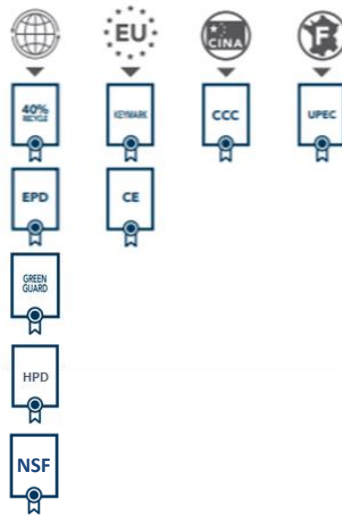 EU
CINA
F
40%
RECYCLE
KEYMARK
CCC
UPEC
EPD
CE
GREEN
GUARD
HPD
NSF